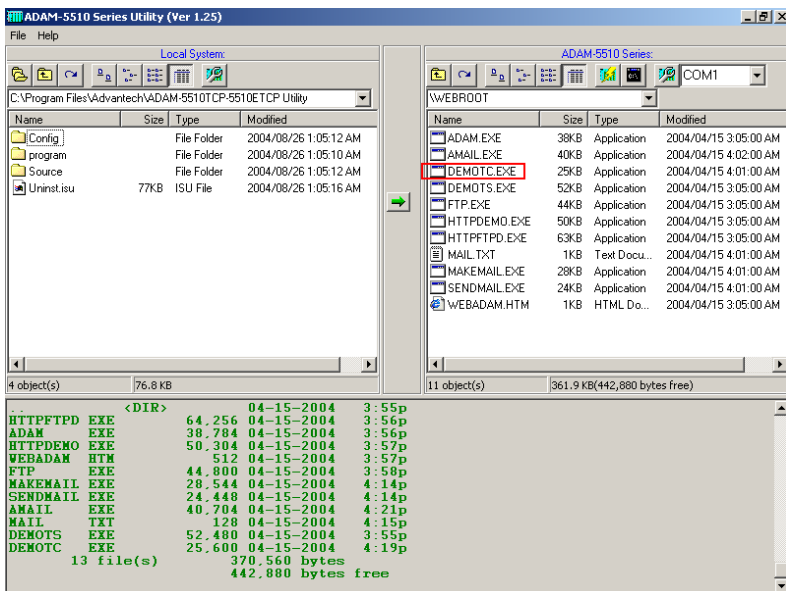 ADAM-5510 Series Utility (Ver 1.25)
File Help
Local System:
C:\Program Files\Advantech\ADAM-5510TCP-5510ETCP Utility
Name Size Type Modified
Config File Folder 2004/08/26 1:05:12 AM
program File Folder 2004/08/26 1:05:10 AM
Source File Folder 2004/08/26 1:05:12 AM
Uninst.isu 77KB ISU File 2004/08/26 1:05:16 AM
4 object(s) 76.8 KB
ADAM-5510 Series:
COM1
\WEBROOT
Name Size Type Modified
ADAM.EXE 38KB Application 2004/04/15 3:05:00 AM
AMAIL.EXE 40KB Application 2004/04/15 4:02:00 AM
DEMOTC.EXE 25KB Application 2004/04/15 4:01:00 AM
DEMOTS.EXE 52KB Application 2004/04/15 3:05:00 AM
FTP.EXE 44KB Application 2004/04/15 3:05:00 AM
HTTPDEMO.EXE 50KB Application 2004/04/15 3:05:00 AM
HTTPFTPD.EXE 63KB Application 2004/04/15 3:05:00 AM
MAIL.TXT 1KB Text Docu... 2004/04/15 4:01:00 AM
MAKEMAIL.EXE 28KB Application 2004/04/15 4:01:00 AM
SENDMAIL.EXE 24KB Application 2004/04/15 4:01:00 AM
WEBADAM.HTM 1KB HTML Do... 2004/04/15 3:05:00 AM
11 object(s) 361.9 KB(442,880 bytes free)
.. <DIR> 04-15-2004 3:55p
HTTPFTPD EXE 64,256 04-15-2004 3:56p
ADAM EXE 38,784 04-15-2004 3:56p
HTTPDEMO EXE 50,304 04-15-2004 3:57p
WEBADAM HTM 512 04-15-2004 3:57p
FTP EXE 44,800 04-15-2004 3:58p
MAKEMAIL EXE 28,544 04-15-2004 4:14p
SENDMAIL EXE 24,448 04-15-2004 4:14p
AMAIL EXE 40,704 04-15-2004 4:21p
MAIL TXT 128 04-15-2004 4:15p
DEMOTS EXE 52,480 04-15-2004 3:55p
DEMOTC EXE 25,600 04-15-2004 4:19p
13 file(s) 370,560 bytes
442,880 bytes free